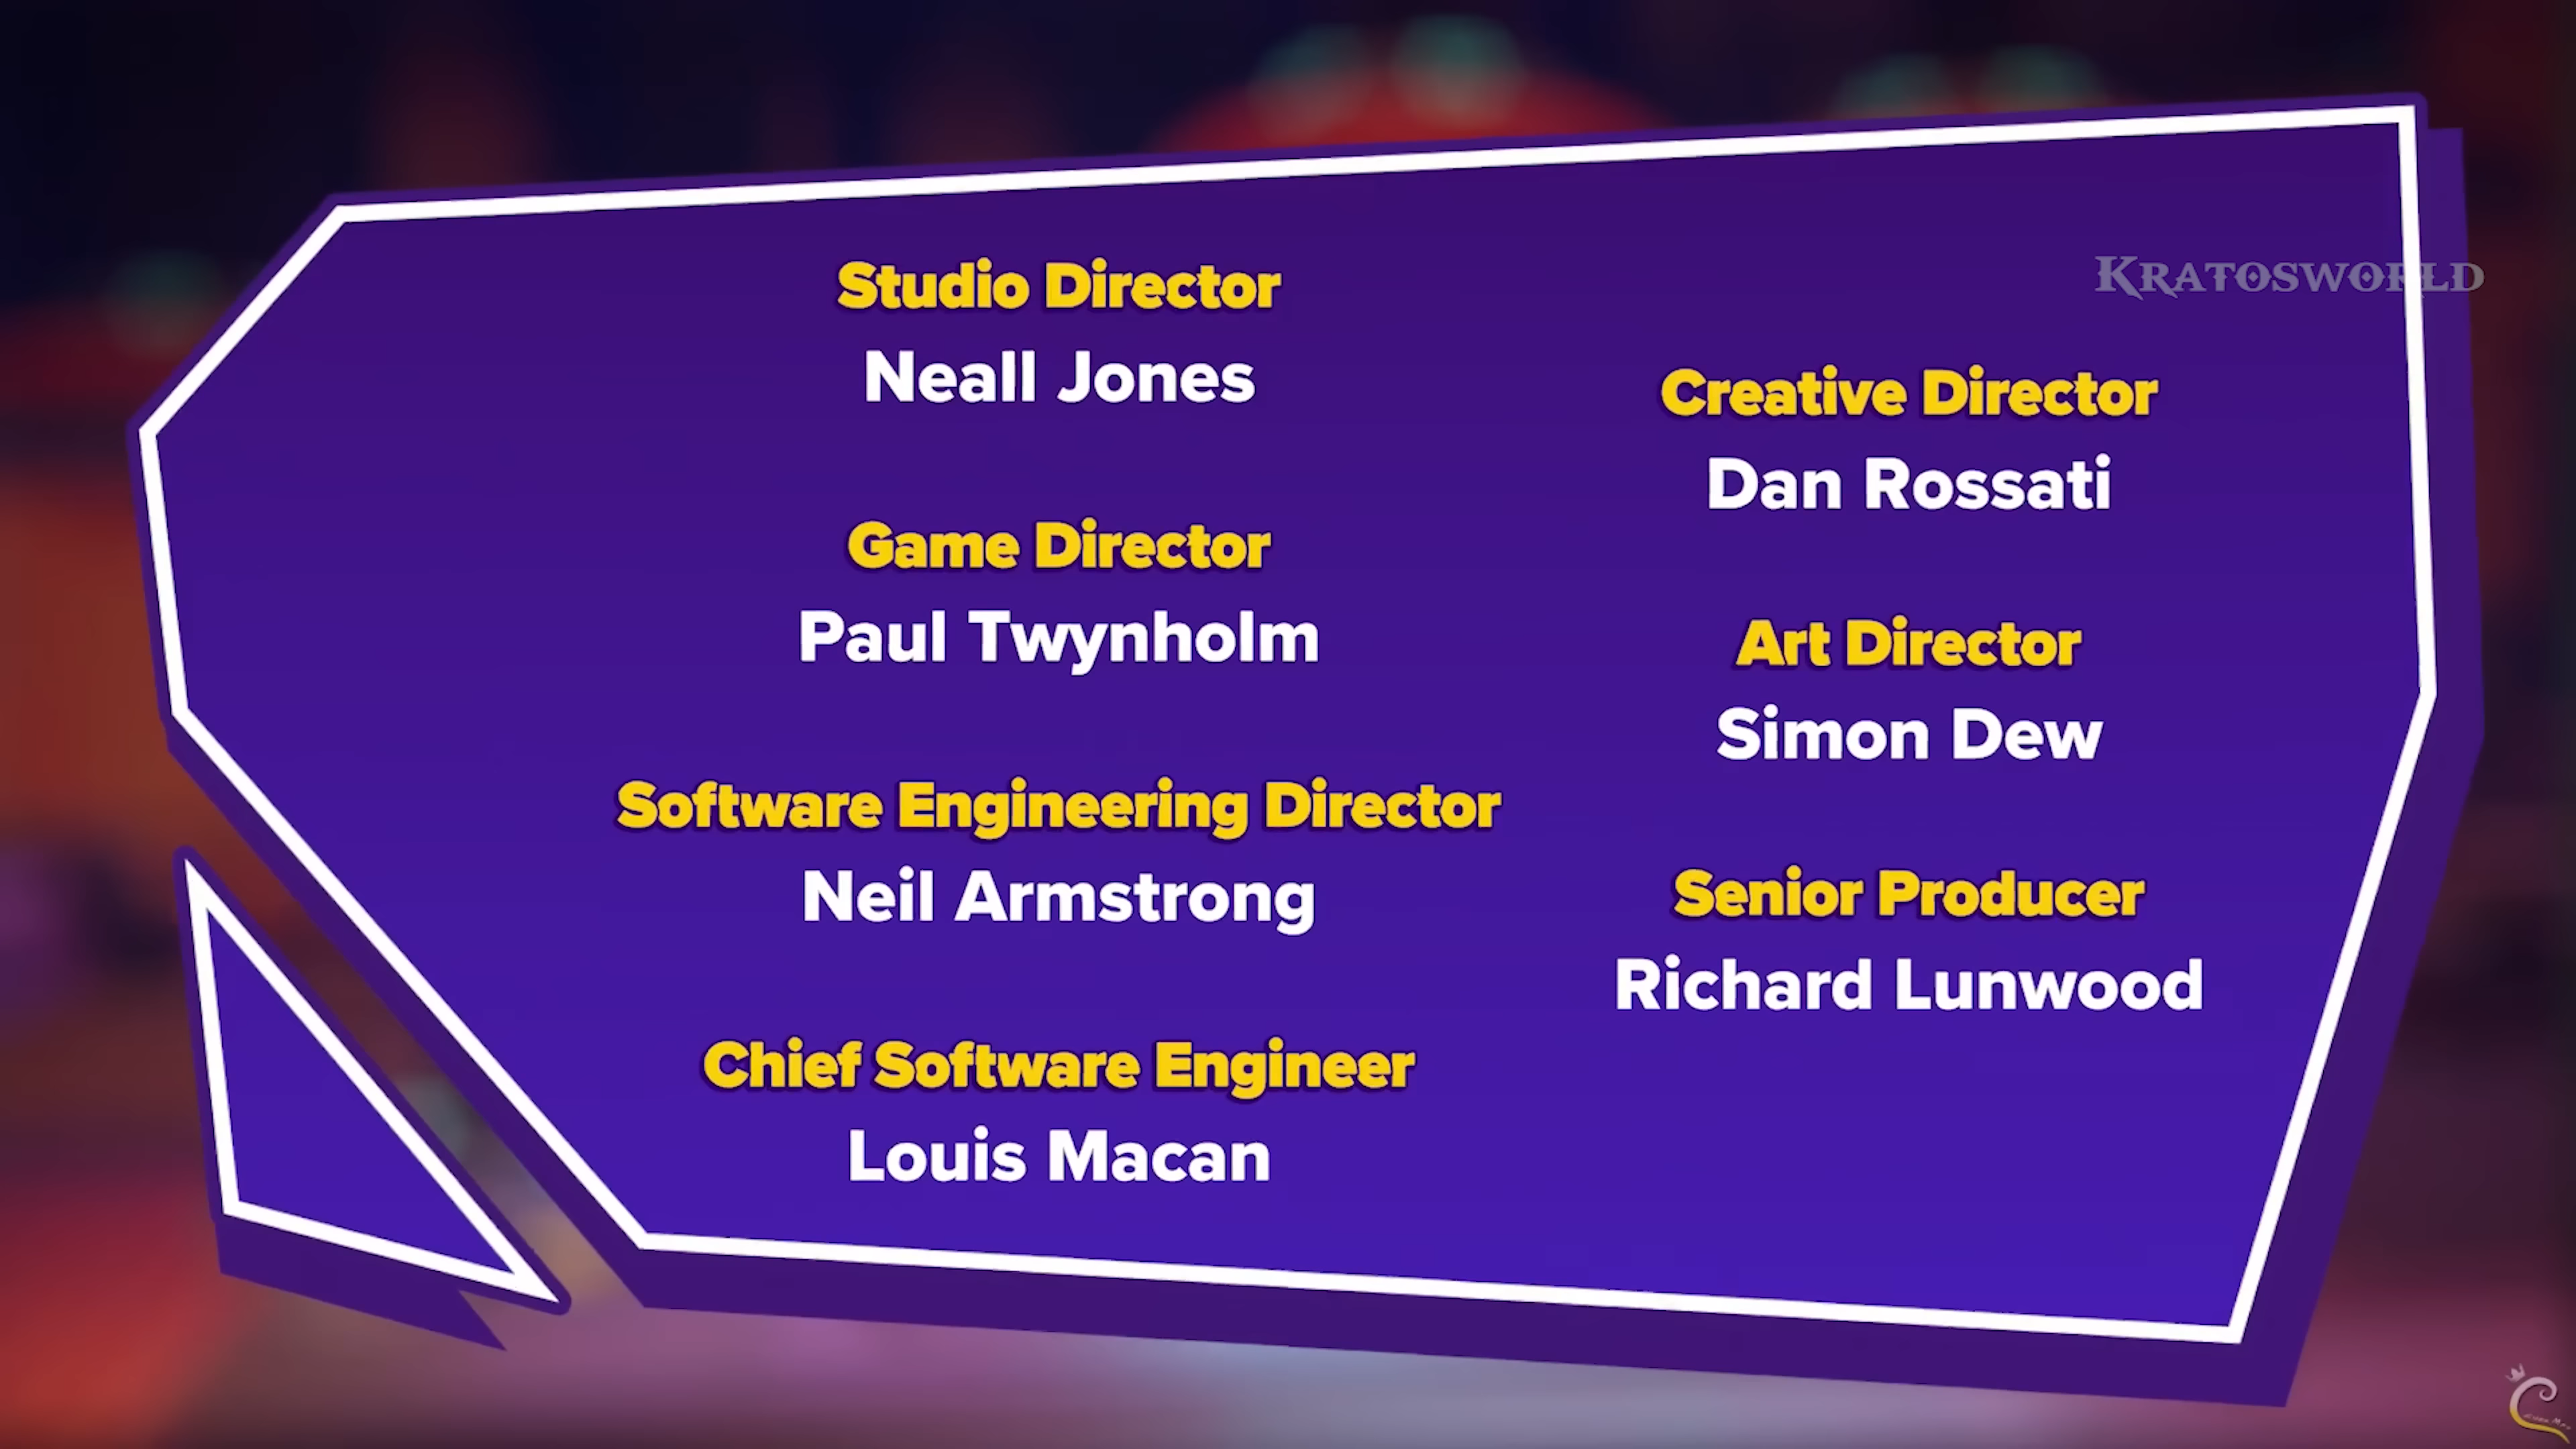 Studio Director
Neall Jones
Game Director
Paul Twynholm
Software Engineering Director
Neil Armstrong
Chief Software Engineer
Louis Macan
KRATOSWORLD
Creative Director
Dan Rossati
Art Director
Simon Dew
Senior Producer
Richard Lunwood